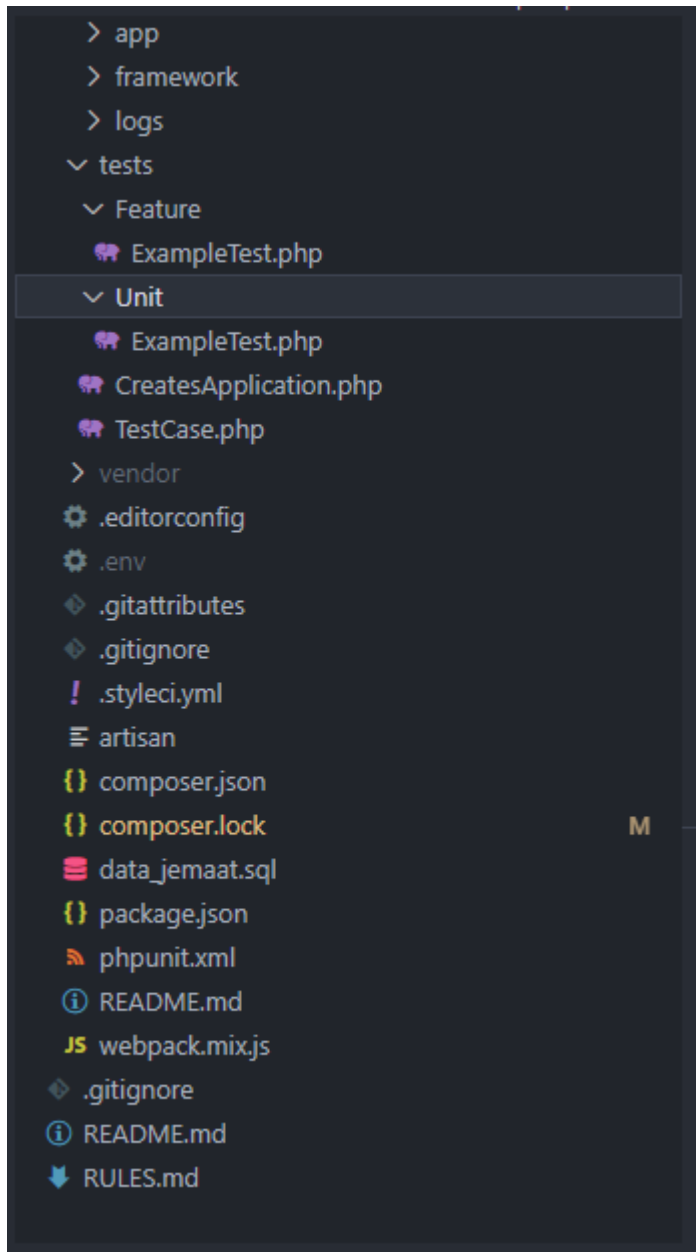 app
framework
logs
tests
Feature
ExampleTest.php
Unit
ExampleTest.php
CreatesApplication.php
TestCase.php
vendor
.editorconfig
.env
.gitattributes
.gitignore
! .styleci.yml
artisan
{} composer.json
{} composer.lock M
data_jemaat.sql
{} package.json
phpunit.xml
README.md
JS webpack.mix.js
.gitignore
README.md
RULES.md